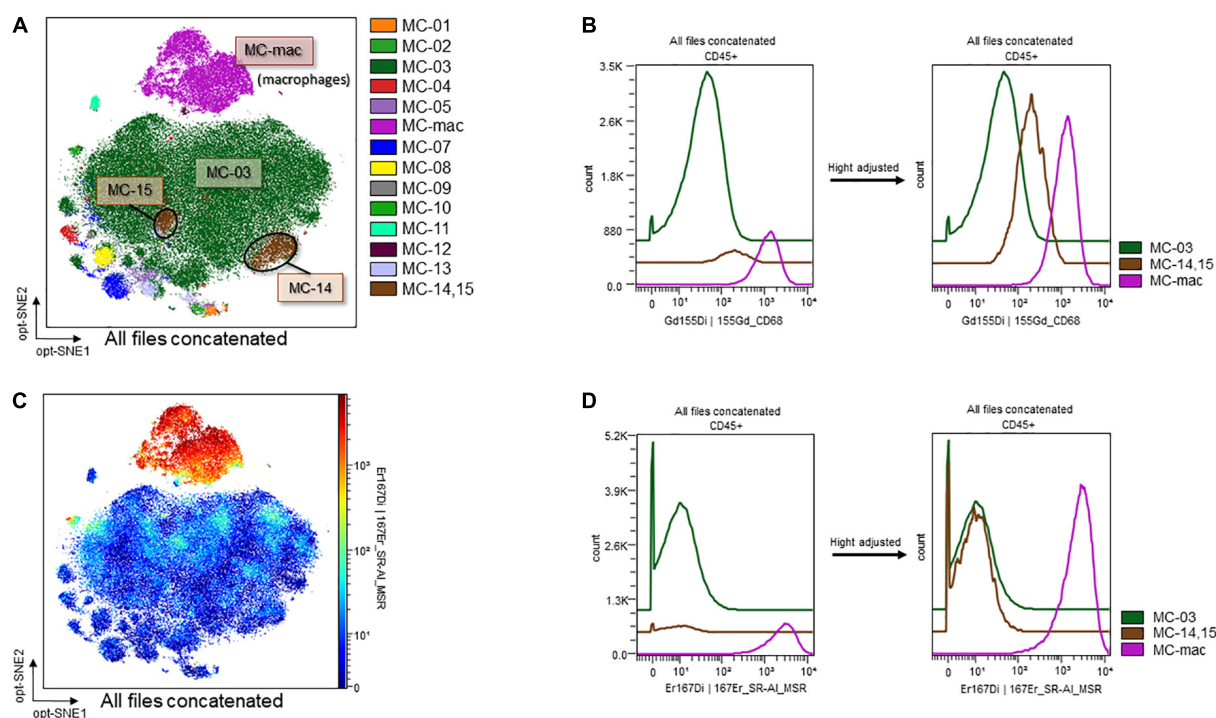 A
MC-mac
(macrophages)
MC-03
MC-15
MC-14
opt-SNE2
opt-SNE1
All files concatenated
MC-01
MC-02
MC-03
MC-04
MC-05
MC-mac
MC-07
MC-08
MC-09
MC-10
MC-11
MC-12
MC-13
MC-14,15
B
All files concatenated
CD45+
3.5K
2.6K
1.8K
880
0.0
count
0 10¹ 10² 10³ 10⁴
Gd155Di | 155Gd_CD68
Hight adjusted
All files concatenated
CD45+
count
0 10¹ 10² 10³ 10⁴
Gd155Di | 155Gd_CD68
MC-03
MC-14,15
MC-mac
C
10³
10²
10¹
0
Er167Di | 167Er_SR-AI_MSR
opt-SNE2
opt-SNE1
All files concatenated
D
All files concatenated
CD45+
5.2K
3.9K
2.6K
1.3K
0.0
count
0 10¹ 10² 10³ 10⁴
Er167Di | 167Er_SR-AI_MSR
Hight adjusted
All files concatenated
CD45+
count
0 10¹ 10² 10³ 10⁴
Er167Di | 167Er_SR-AI_MSR
MC-03
MC-14,15
MC-mac